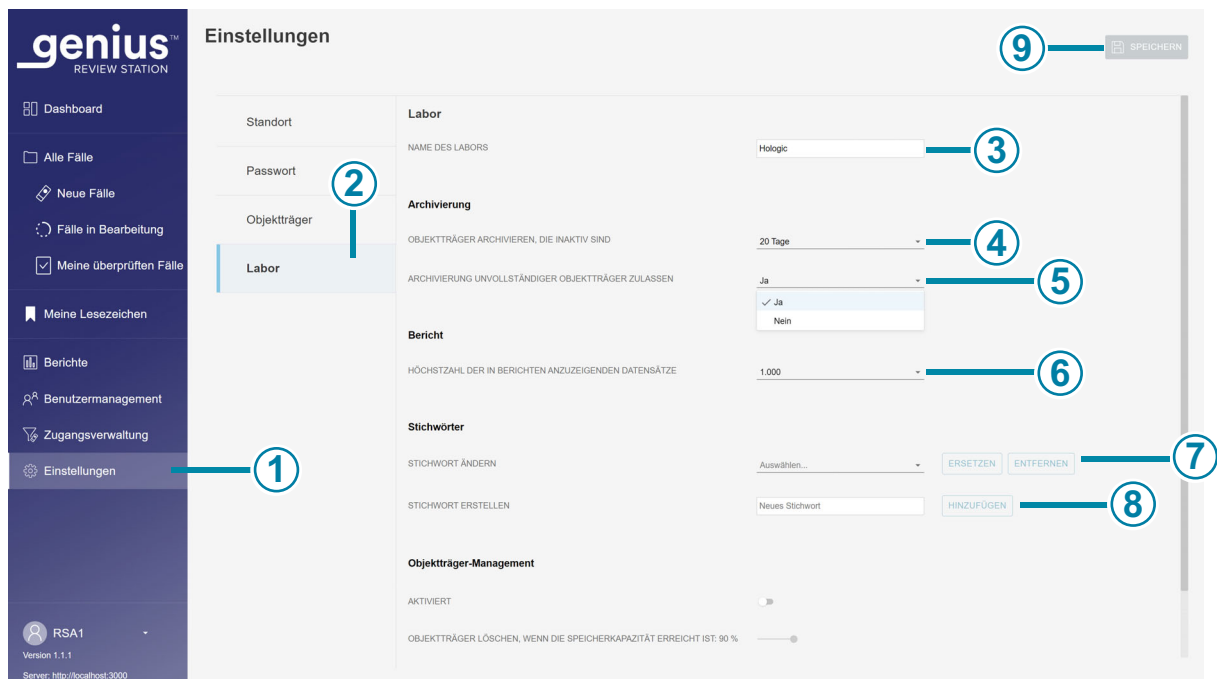 genius™
REVIEW STATION
Dashboard
Alle Fälle
Neue Fälle
Fälle in Bearbeitung
Meine überprüften Fälle
Meine Lesezeichen
Berichte
Benutzermanagement
Zugangsverwaltung
Einstellungen
1
RSA1
Version 1.1.1
Server: http://localhost:3000
Einstellungen
9
SPEICHERN
Standort
Passwort
2
Objektträger
Labor
Labor
NAME DES LABORS
Hologic
3
Archivierung
OBJEKTTRÄGER ARCHIVIEREN, DIE INAKTIV SIND
20 Tage
4
ARCHIVIERUNG UNVOLLSTÄNDIGER OBJEKTTRÄGER ZULASSEN
Ja
5
Ja
Nein
Bericht
HÖCHSTZAHL DER IN BERICHTEN ANZUZEIGENDEN DATENSÄTZE
1.000
6
Stichwörter
STICHWORT ÄNDERN
Auswählen...
ERSETZEN
ENTFERNEN
7
STICHWORT ERSTELLEN
Neues Stichwort
HINZUFÜGEN
8
Objektträger-Management
AKTIVIERT
OBJEKTTRÄGER LÖSCHEN, WENN DIE SPEICHERKAPAZITÄT ERREICHT IST: 90 %